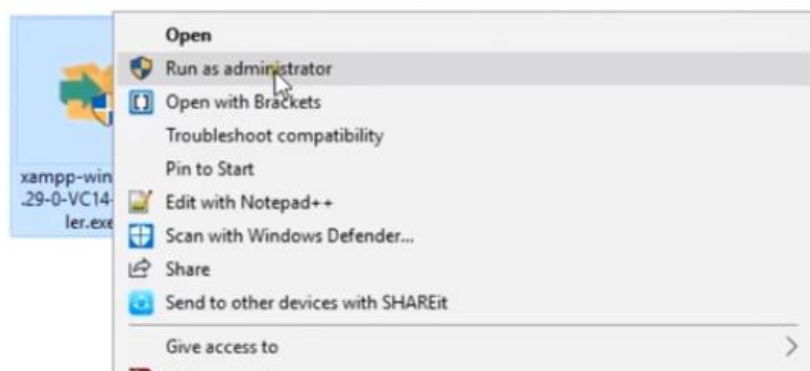 Open
Run as administrator
Open with Brackets
Troubleshoot compatibility
Pin to Start
xampp-win
.29-0-VC14-
ler.exe
Edit with Notepad++
Scan with Windows Defender...
Share
Send to other devices with SHAREit
Give access to